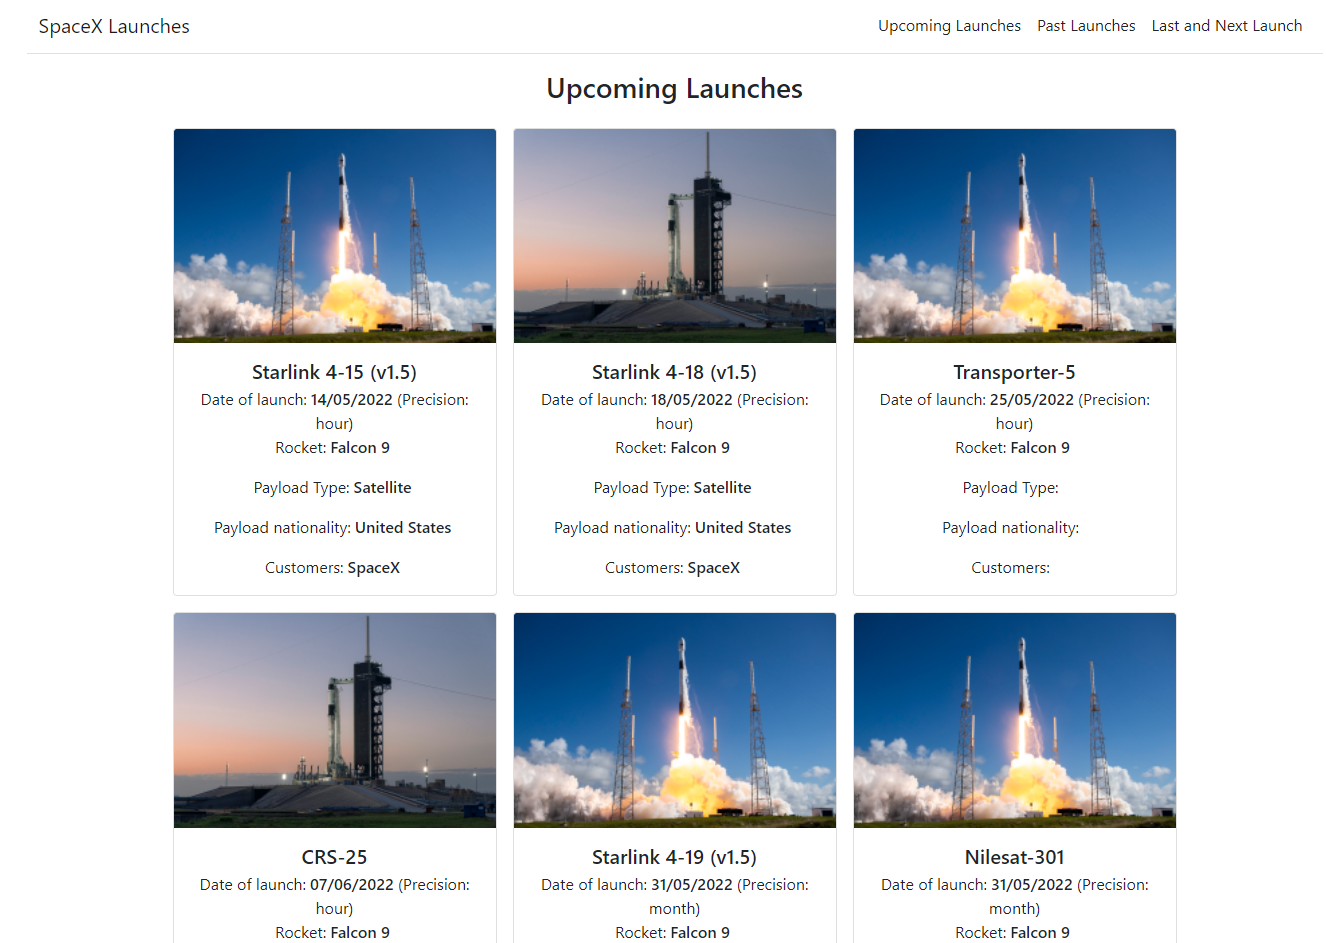 SpaceX Launches
Upcoming Launches Past Launches Last and Next Launch
Upcoming Launches
Starlink 4-15 (v1.5)
Date of launch: 14/05/2022 (Precision:
hour)
Rocket: Falcon 9
Payload Type: Satellite
Payload nationality: United States
Customers: SpaceX
Starlink 4-18 (v1.5)
Date of launch: 18/05/2022 (Precision:
hour)
Rocket: Falcon 9
Payload Type: Satellite
Payload nationality: United States
Customers: SpaceX
Transporter-5
Date of launch: 25/05/2022 (Precision:
hour)
Rocket: Falcon 9
Payload Type:
Payload nationality:
Customers:
CRS-25
Date of launch: 07/06/2022 (Precision:
hour)
Rocket: Falcon 9
Starlink 4-19 (v1.5)
Date of launch: 31/05/2022 (Precision:
month)
Rocket: Falcon 9
Nilesat-301
Date of launch: 31/05/2022 (Precision:
month)
Rocket: Falcon 9